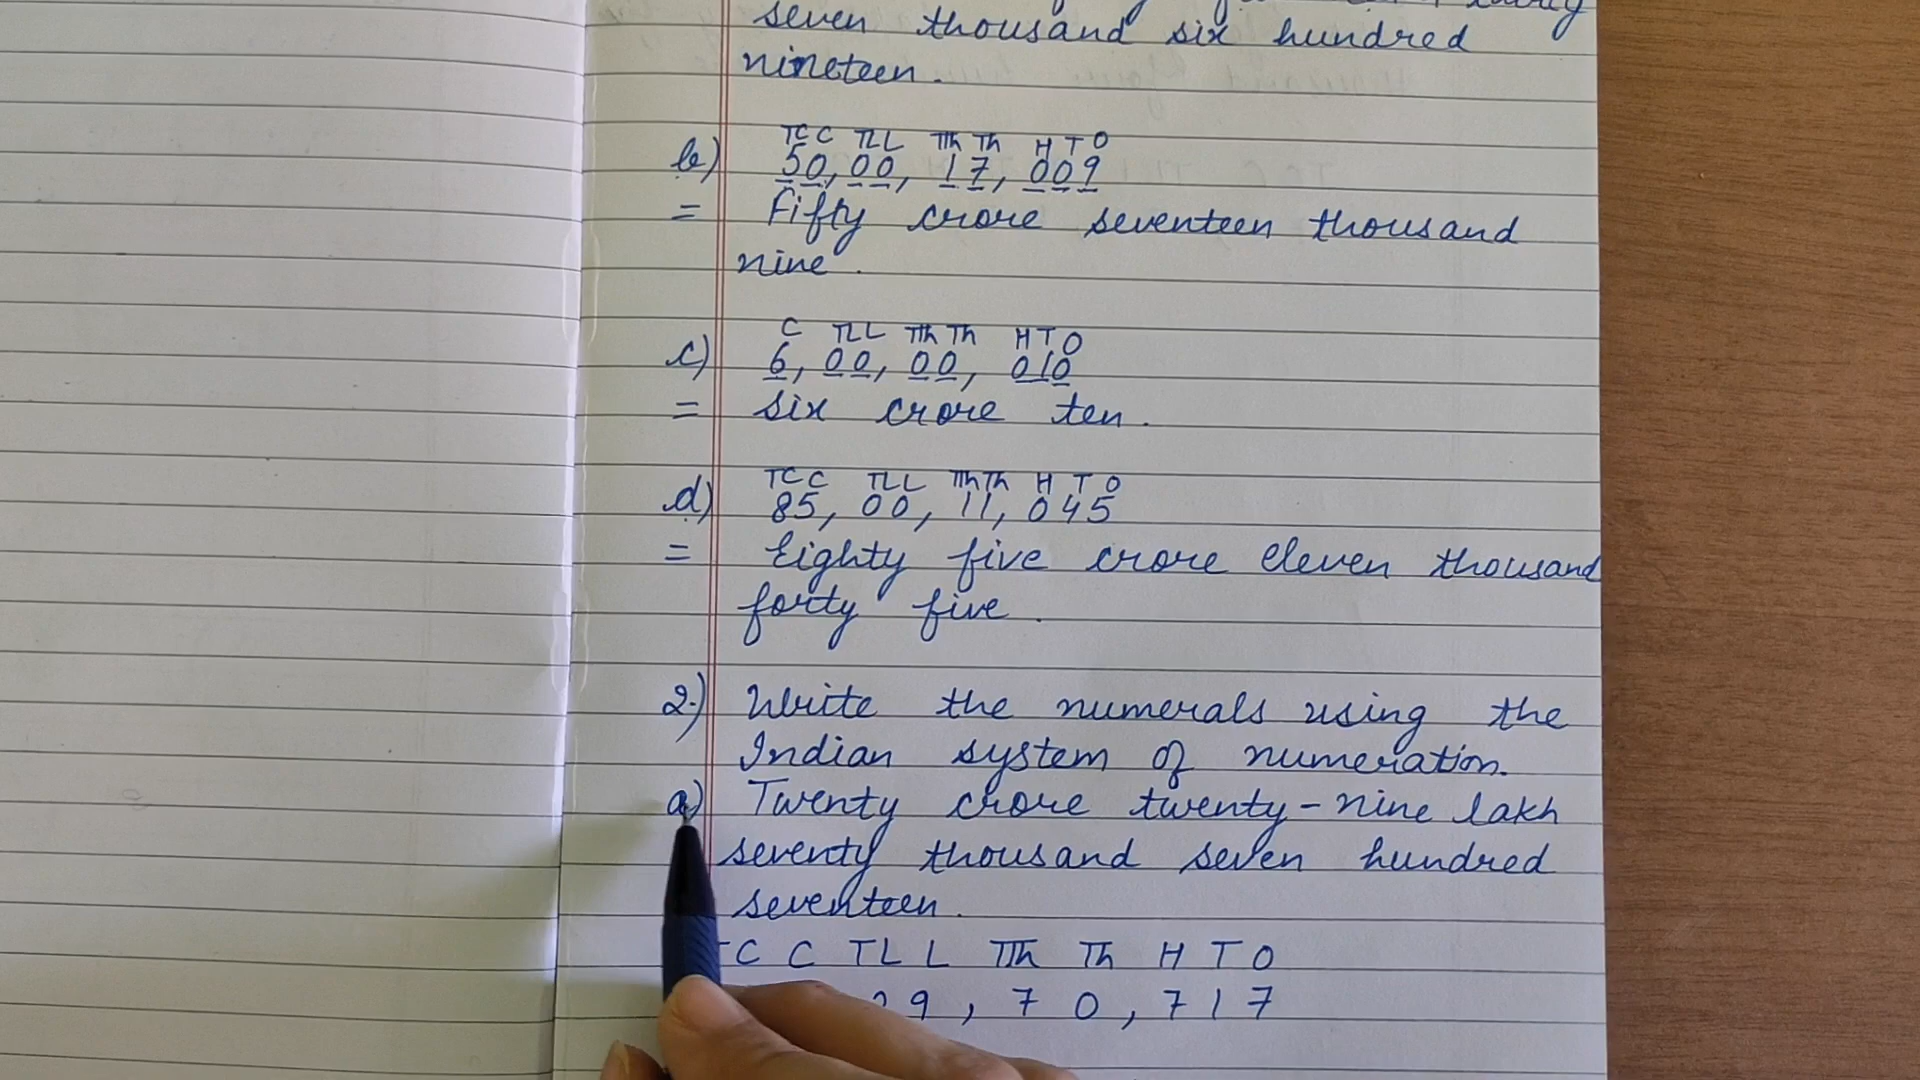 seven thousand six hundred
nineteen.
b) TC C TL L TTh Th H T O
50,00, 17, 009
= Fifty crore seventeen thousand
nine.
C TL L TTh Th H T O
c) 6, 00, 00, 010
= six crore ten.
TC C TL L TTh Th H T O
d) 85, 00, 11, 045
= Eighty five crore eleven thousand
forty five.
2.) Write the numerals using the
Indian system of numeration.
a) Twenty crore twenty-nine lakh
seventy thousand seven hundred
seventeen.
TC C TL L TTh Th H T O
9, 7 0, 7 1 7